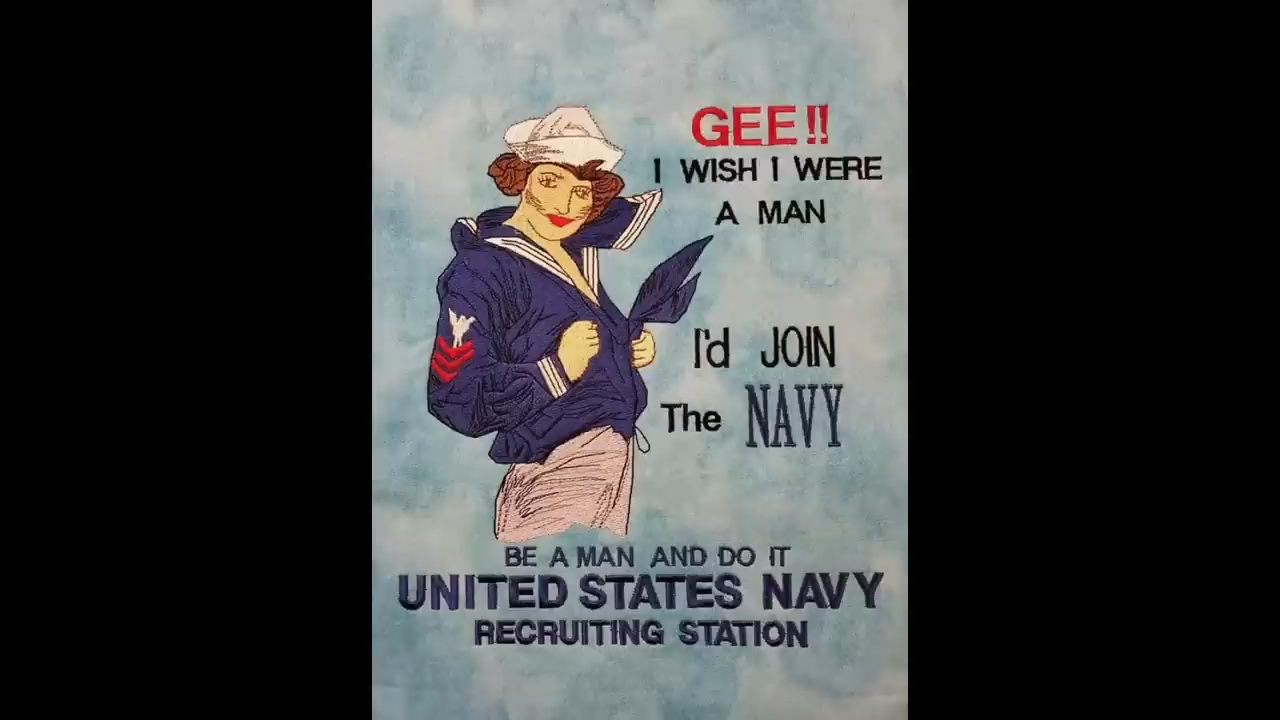 GEE!!
I WISH I WERE
A MAN
I'd JOIN
The NAVY
BE A MAN AND DO IT
UNITED STATES NAVY
RECRUITING STATION